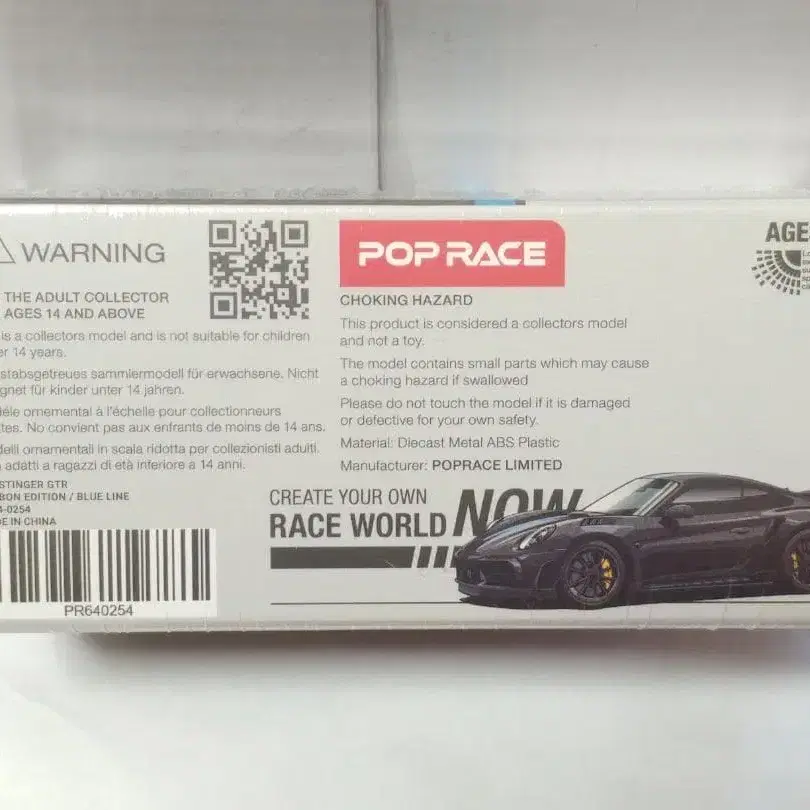 WARNING
THE ADULT COLLECTOR
AGES 14 AND ABOVE
is a collectors model and is not suitable for children
er 14 years.
stabsgetreues sammlermodell für erwachsene. Nicht
gnet für kinder unter 14 jahren.
èle ornemental à l'échelle pour collectionneurs
tes. No convient pas aux enfrants de moins de 14 ans.
delli ornamentali in scala ridotta per collezionisti adulti.
adatti a ragazzi di età inferiore a 14 anni.
STINGER GTR
BON EDITION / BLUE LINE
4-0254
DE IN CHINA
PR640254
POP RACE
CHOKING HAZARD
This product is considered a collectors model
and not a toy.
The model contains small parts which may cause
a choking hazard if swallowed
Please do not touch the model if it is damaged
or defective for your own safety.
Material: Diecast Metal ABS Plastic
Manufacturer: POPRACE LIMITED
CREATE YOUR OWN
RACE WORLD NOW
AGE